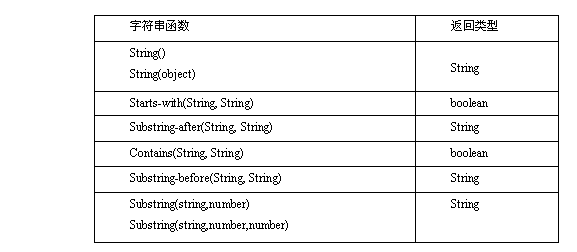 字符串函数 返回类型
String()
String(object) String
Starts-with(String, String) boolean
Substring-after(String, String) String
Contains(String, String) boolean
Substring-before(String, String) String
Substring(string,number) String
Substring(string,number,number)